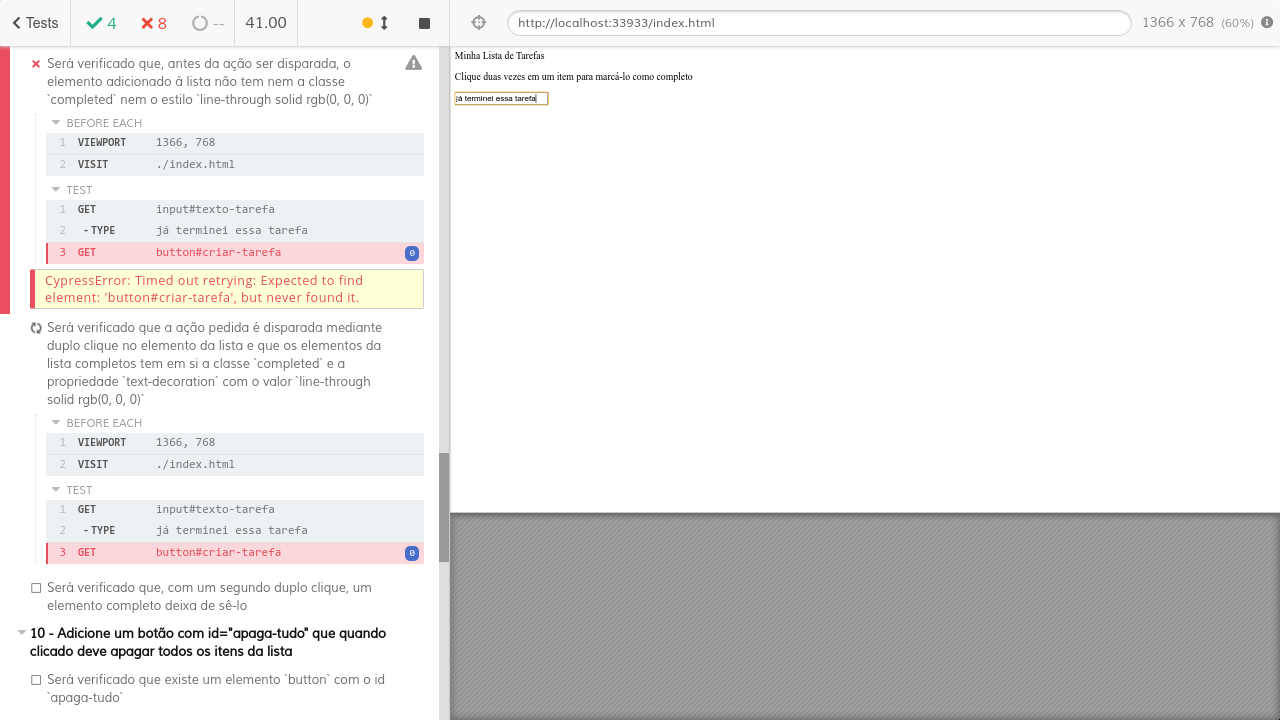 Tests 4 8 -- 41.00 http://localhost:33933/index.html 1366 x 768 (60%)
Será verificado que, antes da ação ser disparada, o
elemento adicionado à lista não tem nem a classe
`completed` nem o estilo `line-through solid rgb(0, 0, 0)`
BEFORE EACH
1 VIEWPORT 1366, 768
2 VISIT ./index.html
TEST
1 GET input#texto-tarefa
2 -TYPE já terminei essa tarefa
3 GET button#criar-tarefa 0
CypressError: Timed out retrying: Expected to find
element: 'button#criar-tarefa', but never found it.
Será verificado que a ação pedida é disparada mediante
duplo clique no elemento da lista e que os elementos da
lista completos tem em si a classe `completed` e a
propriedade `text-decoration` com o valor `line-through
solid rgb(0, 0, 0)`
BEFORE EACH
1 VIEWPORT 1366, 768
2 VISIT ./index.html
TEST
1 GET input#texto-tarefa
2 -TYPE já terminei essa tarefa
3 GET button#criar-tarefa 0
Será verificado que, com um segundo duplo clique, um
elemento completo deixa de sê-lo
10 - Adicione um botão com id="apaga-tudo" que quando
clicado deve apagar todos os itens da lista
Será verificado que existe um elemento `button` com o id
`apaga-tudo`
Minha Lista de Tarefas
Clique duas vezes em um item para marcá-lo como completo
já terminei essa tarefa